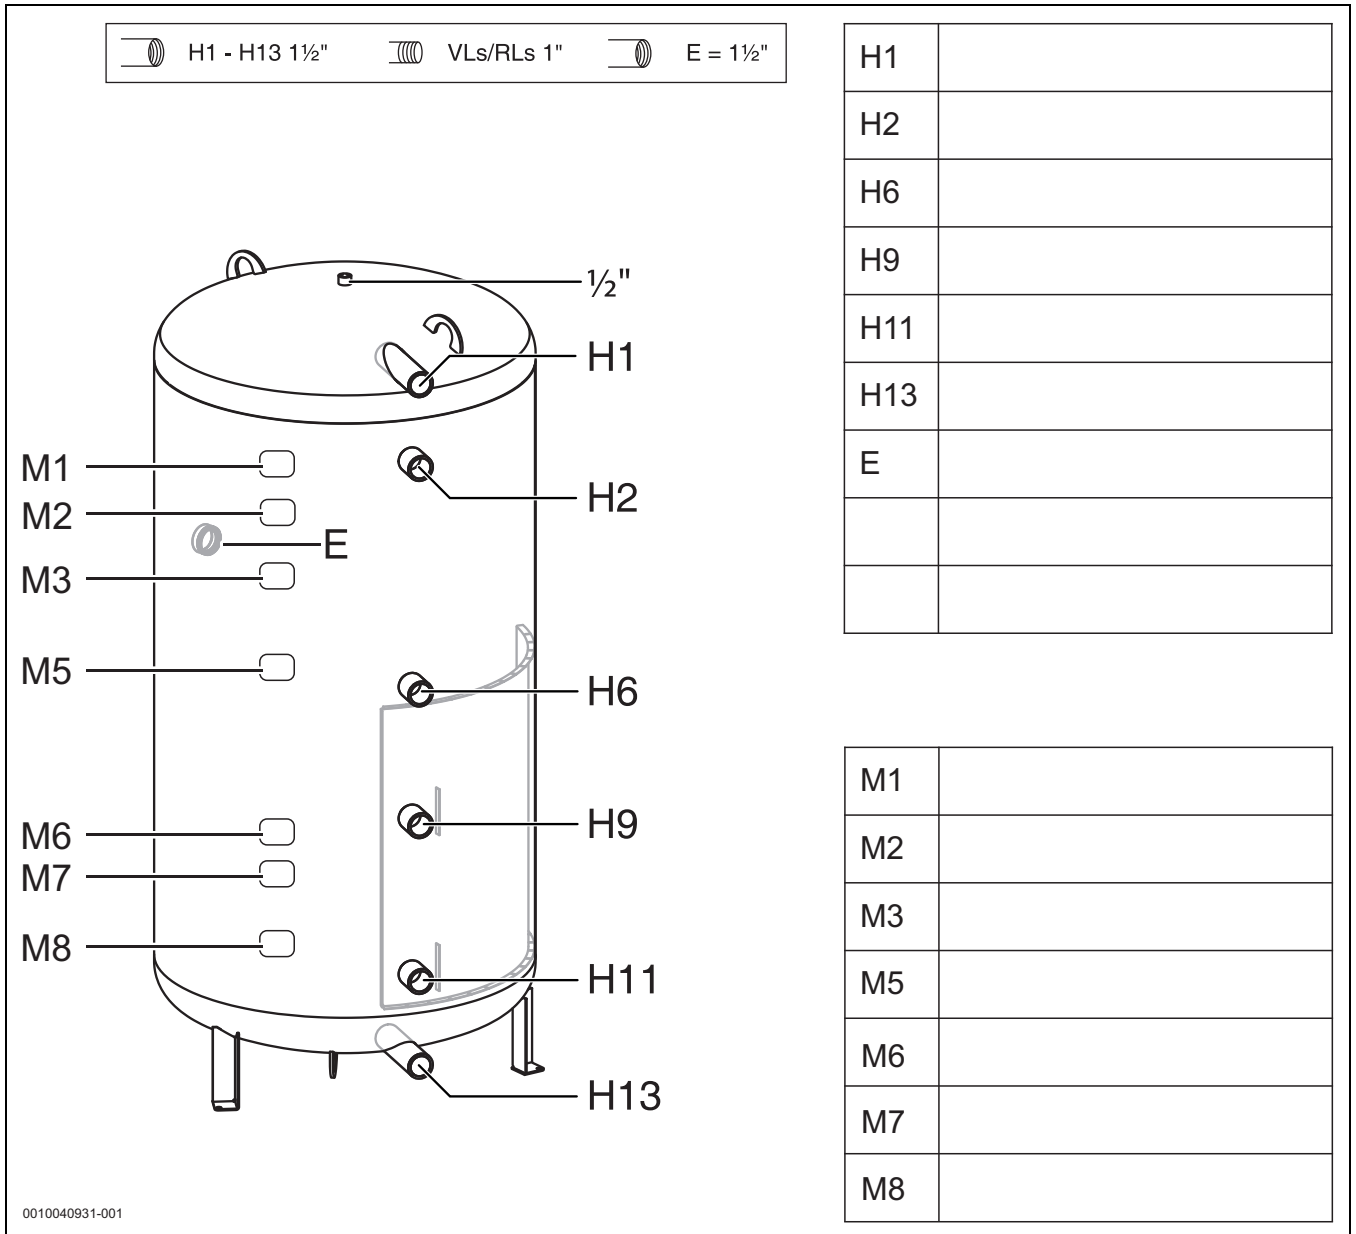 H1 - H13 1½" VLs/RLs 1" E = 1½"
½"
H1
H2
H6
H9
H11
H13
M1
M2
E
M3
M5
M6
M7
M8
H1
H2
H6
H9
H11
H13
E
M1
M2
M3
M5
M6
M7
M8
0010040931-001